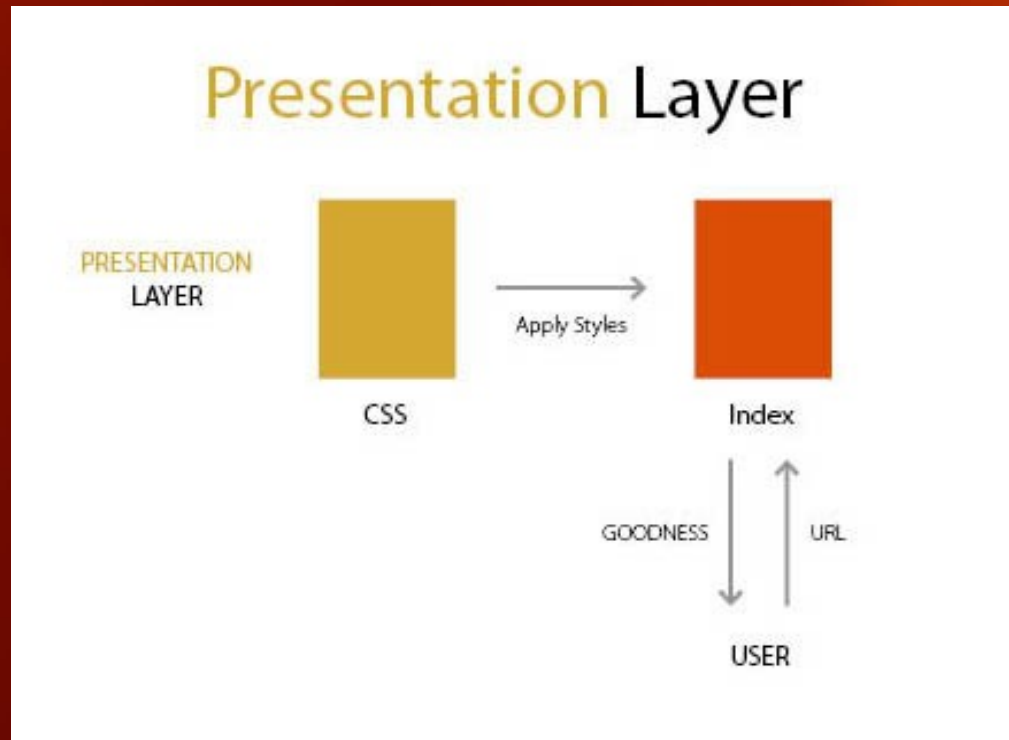 Presentation Layer
PRESENTATION
LAYER
Apply Styles
CSS
Index
GOODNESS
URL
USER